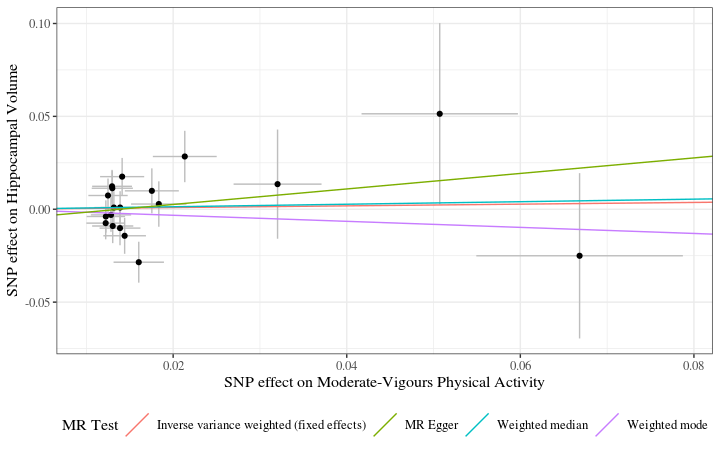 0.10
0.05
0.00
-0.05
SNP effect on Hippocampal Volume
0.02 0.04 0.06 0.08
SNP effect on Moderate-Vigours Physical Activity
MR Test Inverse variance weighted (fixed effects) MR Egger Weighted median Weighted mode